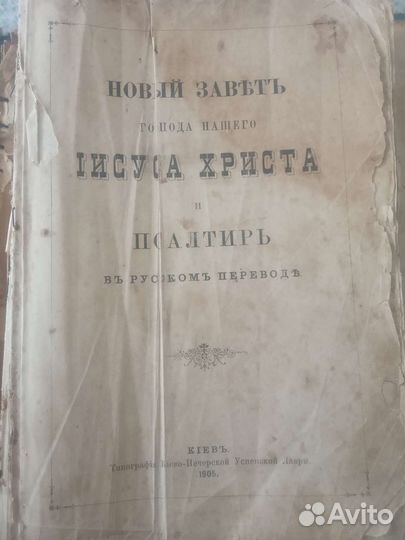 НОВЫЙ ЗАВѢТЪ
ГОСПОДА НАШЕГО
ІИСУСА ХРИСТА
И
ПСАЛТИРЬ
ВЪ РУССКОМЪ ПЕРЕВОДѢ
КІЕВЪ.
Типографія Кіево-Печерской Успенской Лавры.
1905.
Avito